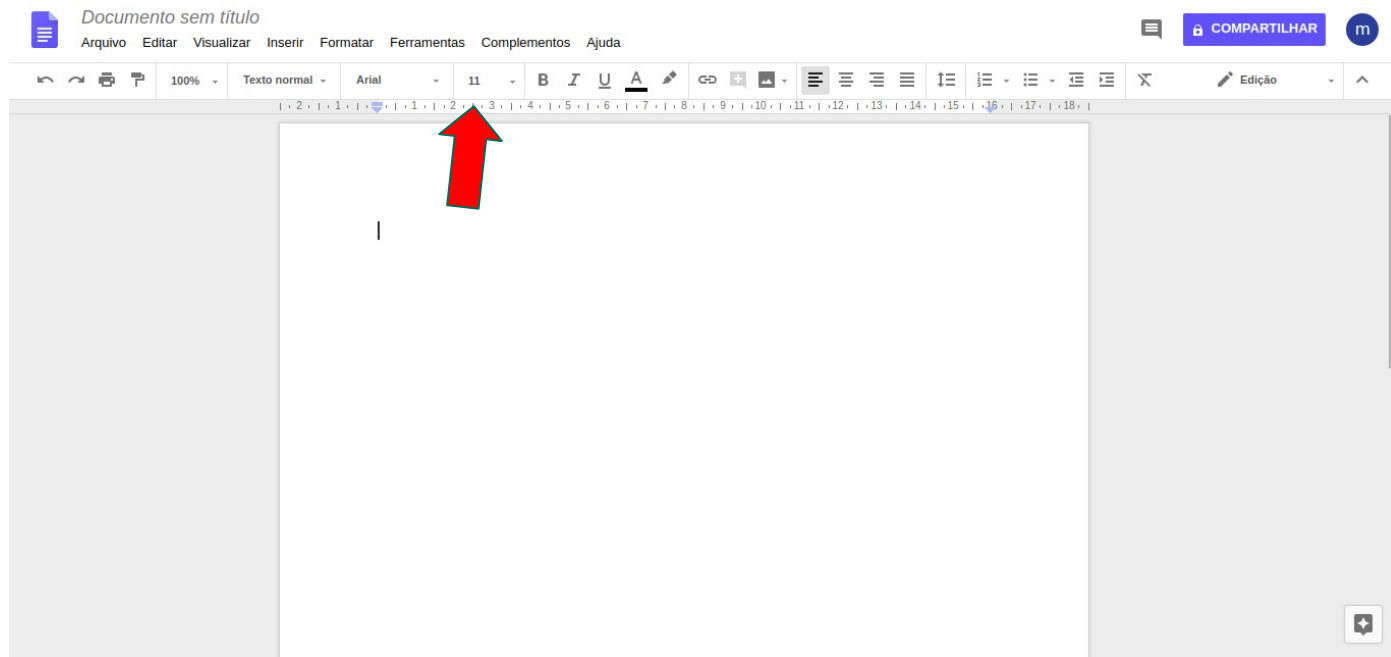 Documento sem título
Arquivo Editar Visualizar Inserir Formatar Ferramentas Complementos Ajuda
COMPARTILHAR
m
100% Texto normal Arial 11 B I U A Edição
2 1 1 2 3 4 5 6 7 8 9 10 11 12 13 14 15 16 17 18